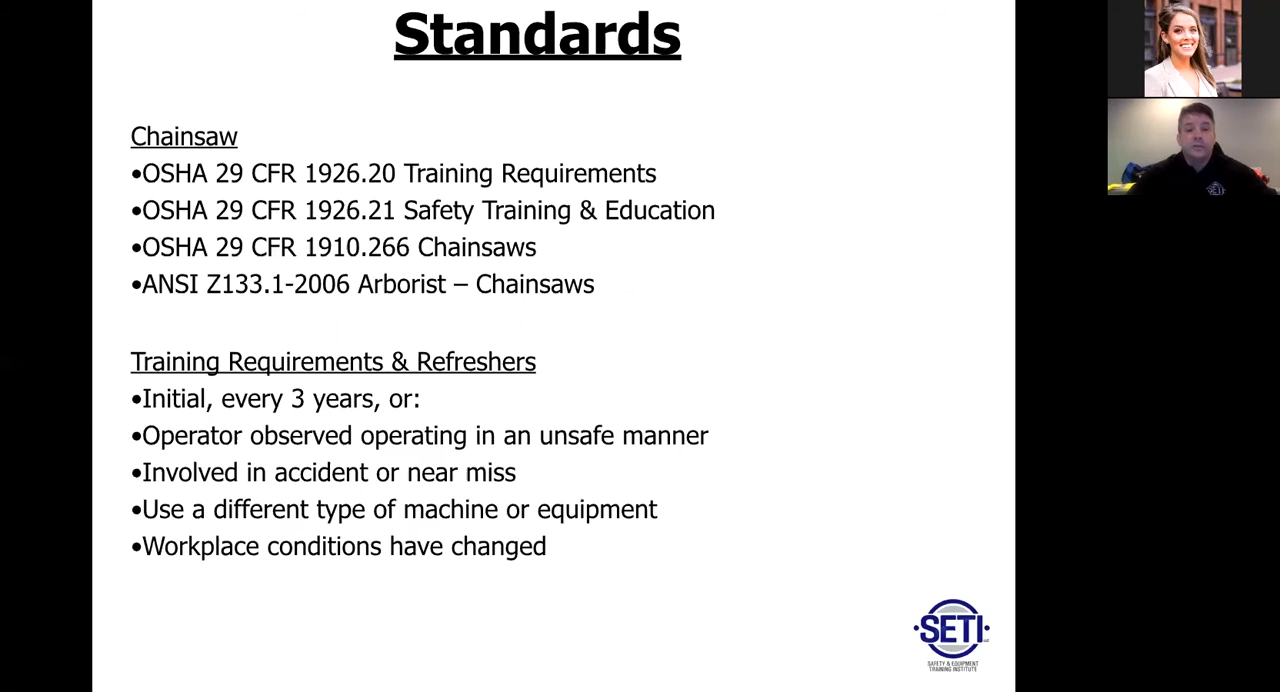 Standards
Chainsaw
•OSHA 29 CFR 1926.20 Training Requirements
•OSHA 29 CFR 1926.21 Safety Training & Education
•OSHA 29 CFR 1910.266 Chainsaws
•ANSI Z133.1-2006 Arborist – Chainsaws
Training Requirements & Refreshers
•Initial, every 3 years, or:
•Operator observed operating in an unsafe manner
•Involved in accident or near miss
•Use a different type of machine or equipment
•Workplace conditions have changed
SETI
SAFETY & EQUIPMENT
TRAINING INSTITUTE
SETI